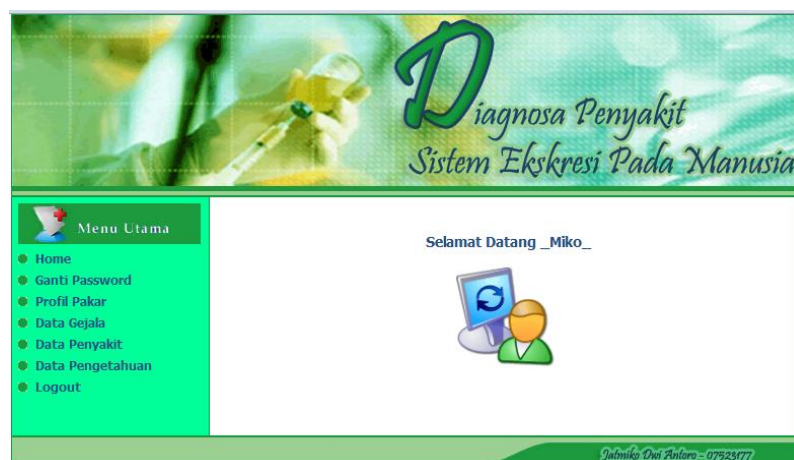 Diagnosa Penyakit
Sistem Ekskresi Pada Manusia
Menu Utama
Home
Ganti Password
Profil Pakar
Data Gejala
Data Penyakit
Data Pengetahuan
Logout
Selamat Datang _Miko_
Jatmiko Dwi Antoro - 07523177